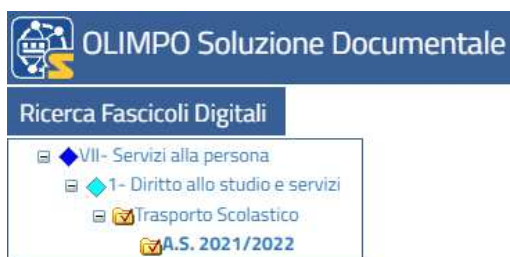 OLIMPO Soluzione Documentale
Ricerca Fascicoli Digitali
VII- Servizi alla persona
1- Diritto allo studio e servizi
Trasporto Scolastico
A.S. 2021/2022